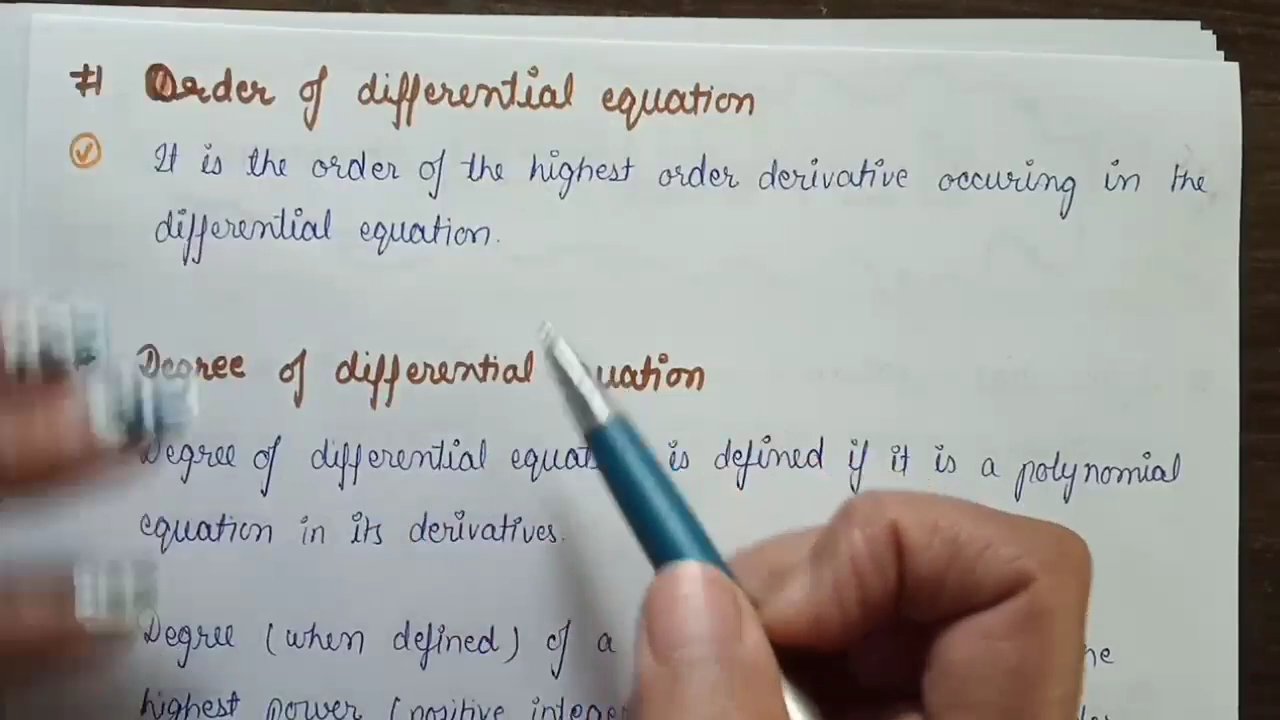 # Order of differential equation
It is the order of the highest order derivative occuring in the
differential equation.
Degree of differential
Degree of differential is defined if it is a polynomial
equation in its derivatives.
Degree (when defined) of a
highest power (positive